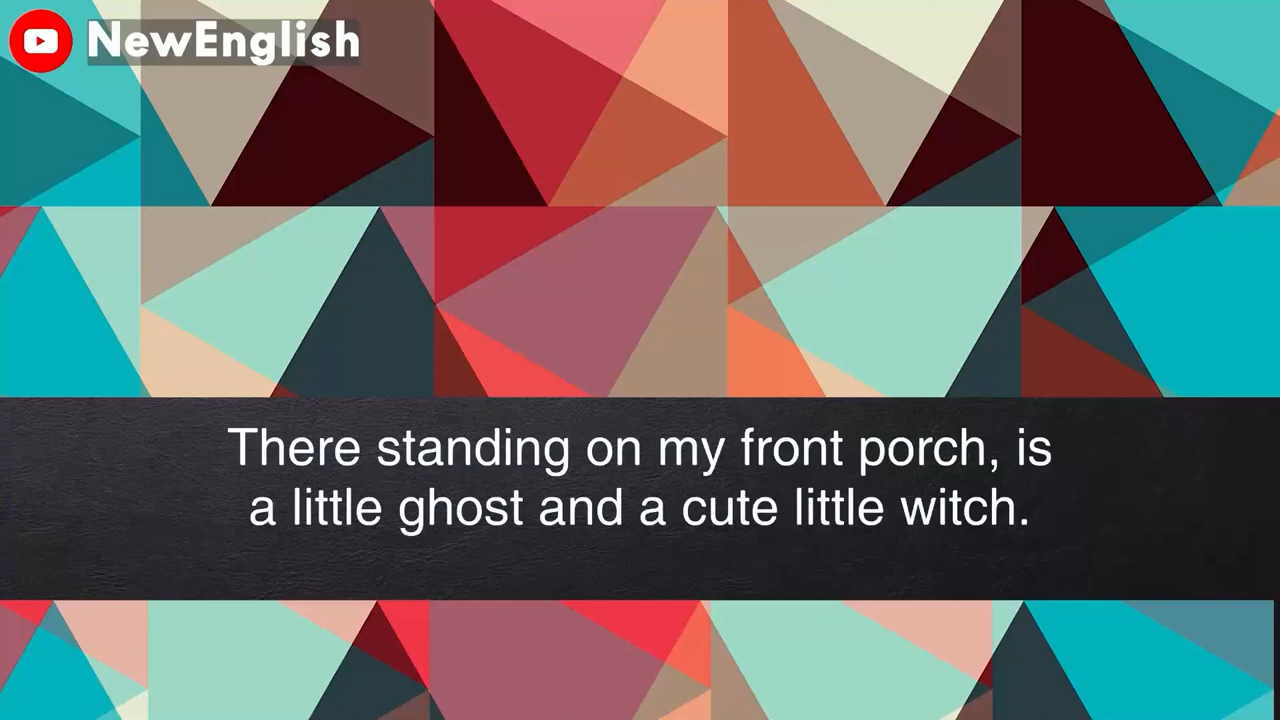 NewEnglish
There standing on my front porch, is
a little ghost and a cute little witch.